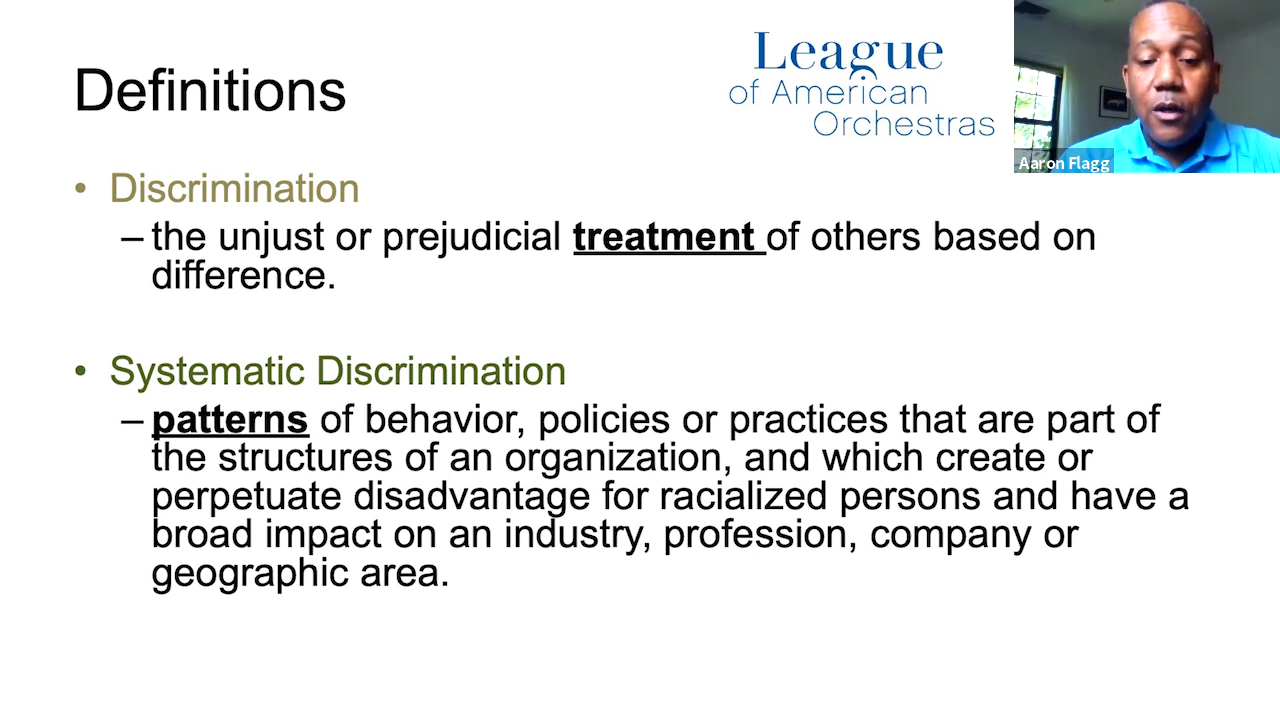 Definitions
League
of American
Orchestras
Aaron Flagg
• Discrimination
– the unjust or prejudicial treatment of others based on
difference.
• Systematic Discrimination
– patterns of behavior, policies or practices that are part of
the structures of an organization, and which create or
perpetuate disadvantage for racialized persons and have a
broad impact on an industry, profession, company or
geographic area.